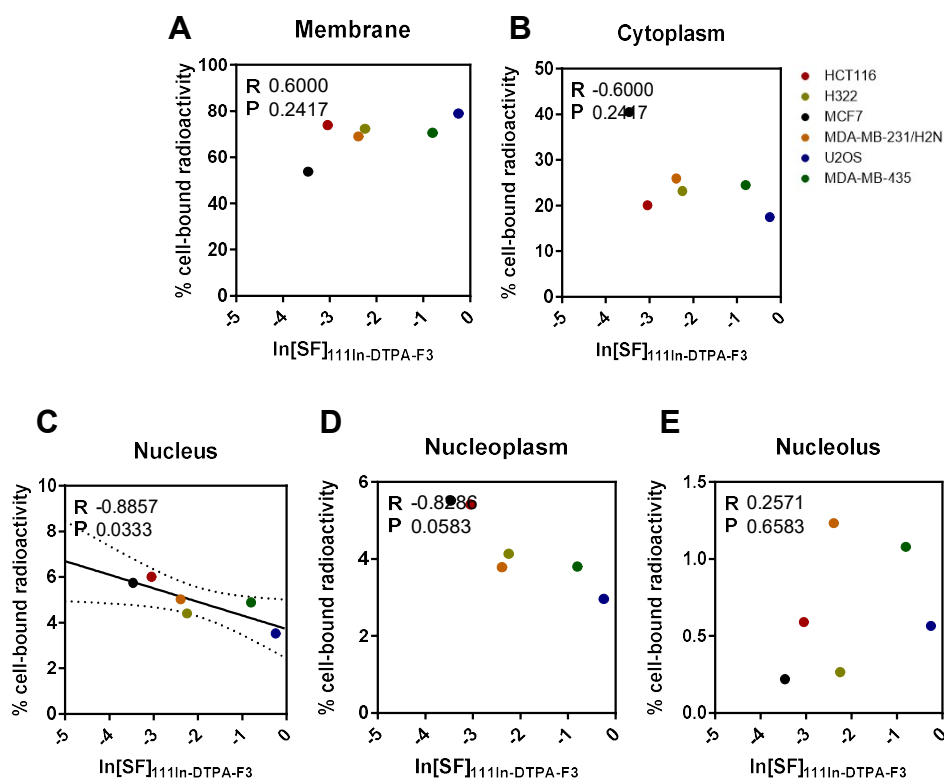 A
Membrane
% cell-bound radioactivity
100
80
60
40
20
0
R 0.6000
P 0.2417
-5
-4
-3
-2
-1
0
ln[SF]111In-DTPA-F3
B
Cytoplasm
% cell-bound radioactivity
50
40
30
20
10
0
R -0.6000
P 0.2417
-5
-4
-3
-2
-1
0
ln[SF]111In-DTPA-F3
HCT116
H322
MCF7
MDA-MB-231/H2N
U2OS
MDA-MB-435
C
Nucleus
% cell-bound radioactivity
10
8
6
4
2
0
R -0.8857
P 0.0333
-5
-4
-3
-2
-1
0
ln[SF]111In-DTPA-F3
D
Nucleoplasm
% cell-bound radioactivity
6
4
2
0
R -0.8286
P 0.0583
-5
-4
-3
-2
-1
0
ln[SF]111In-DTPA-F3
E
Nucleolus
% cell-bound radioactivity
1.5
1.0
0.5
0.0
R 0.2571
P 0.6583
-5
-4
-3
-2
-1
0
ln[SF]111In-DTPA-F3